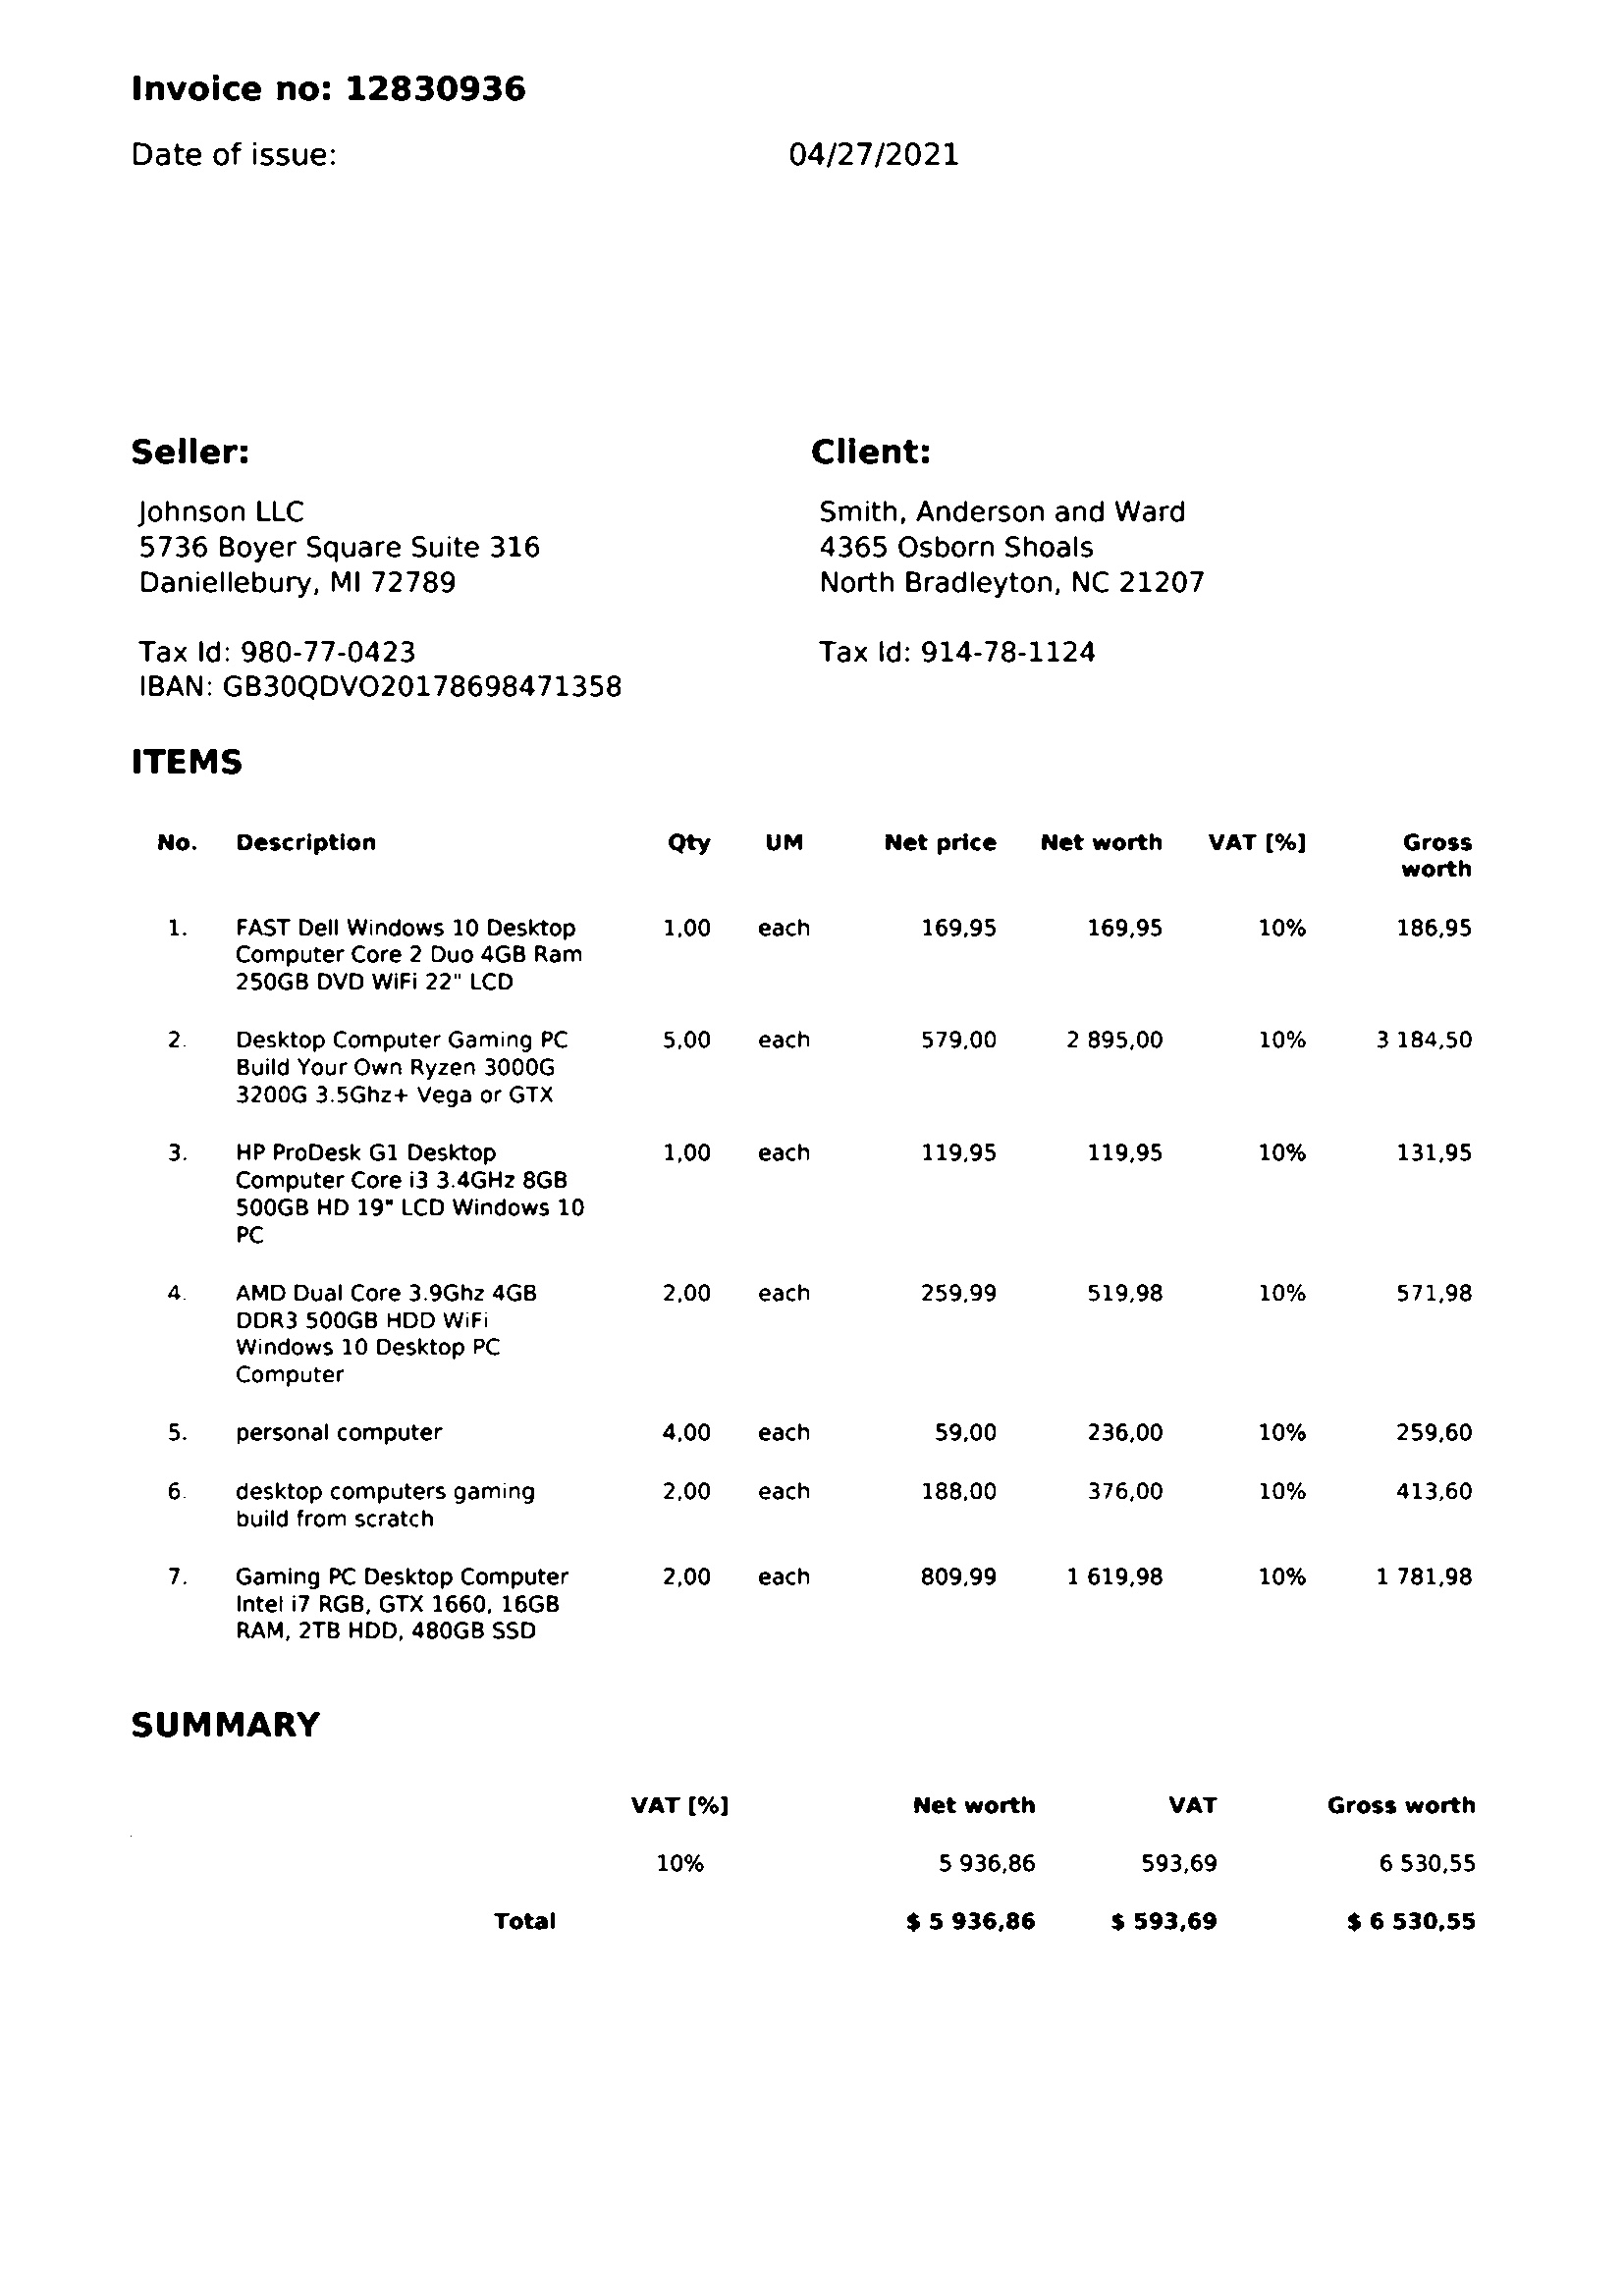 Invoice no: 12830936
Date of issue: 04/27/2021
Seller: Client:
Johnson LLC Smith, Anderson and Ward
5736 Boyer Square Suite 316 4365 Osborn Shoals
Daniellebury, MI 72789 North Bradleyton, NC 21207
Tax Id: 980-77-0423 Tax Id: 914-78-1124
IBAN: GB30QDVO20178698471358
ITEMS
No. Description Qty UM Net price Net worth VAT [%] Gross
worth
1. FAST Dell Windows 10 Desktop 1,00 each 169,95 169,95 10% 186,95
Computer Core 2 Duo 4GB Ram
250GB DVD WiFi 22" LCD
2. Desktop Computer Gaming PC 5,00 each 579,00 2 895,00 10% 3 184,50
Build Your Own Ryzen 3000G
3200G 3.5Ghz+ Vega or GTX
3. HP ProDesk G1 Desktop 1,00 each 119,95 119,95 10% 131,95
Computer Core i3 3.4GHz 8GB
500GB HD 19" LCD Windows 10
PC
4. AMD Dual Core 3.9Ghz 4GB 2,00 each 259,99 519,98 10% 571,98
DDR3 500GB HDD WiFi
Windows 10 Desktop PC
Computer
5. personal computer 4,00 each 59,00 236,00 10% 259,60
6. desktop computers gaming 2,00 each 188,00 376,00 10% 413,60
build from scratch
7. Gaming PC Desktop Computer 2,00 each 809,99 1 619,98 10% 1 781,98
Intel i7 RGB, GTX 1660, 16GB
RAM, 2TB HDD, 480GB SSD
SUMMARY
VAT [%] Net worth VAT Gross worth
10% 5 936,86 593,69 6 530,55
Total $ 5 936,86 $ 593,69 $ 6 530,55